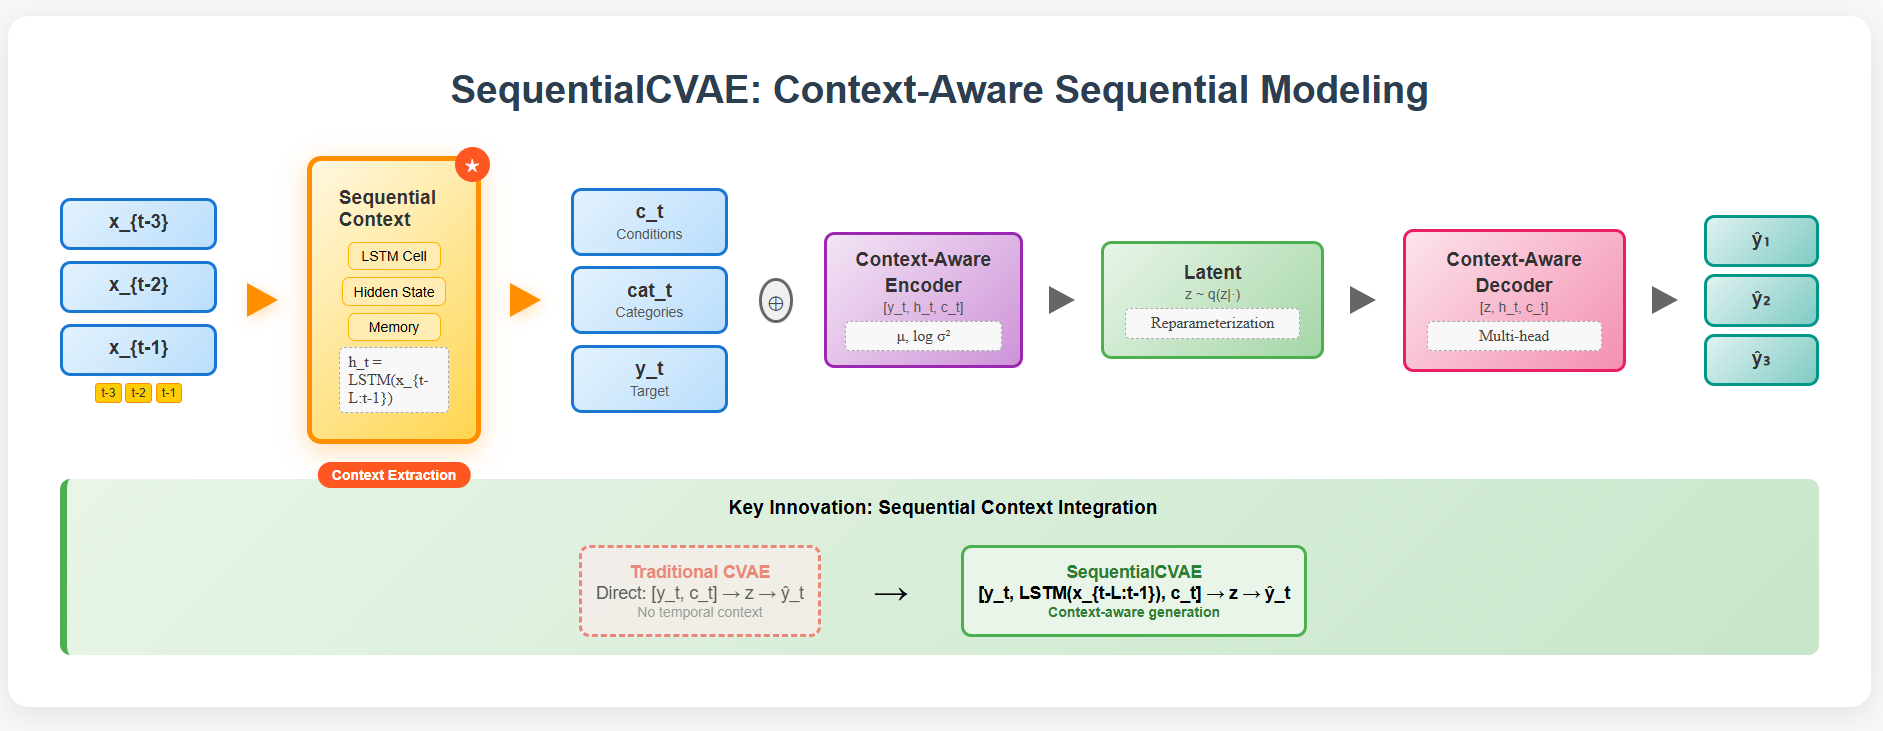 SequentialCVAE: Context-Aware Sequential Modeling
x_{t-3}
x_{t-2}
x_{t-1}
t-3 t-2 t-1
★
Sequential
Context
LSTM Cell
Hidden State
Memory
h_t =
LSTM(x_{t-
L:t-1})
Context Extraction
c_t
Conditions
cat_t
Categories
y_t
Target
⊕
Context-Aware
Encoder
[y_t, h_t, c_t]
μ, log σ²
Latent
z ~ q(z|·)
Reparameterization
Context-Aware
Decoder
[z, h_t, c_t]
Multi-head
ŷ₁
ŷ₂
ŷ₃
Key Innovation: Sequential Context Integration
Traditional CVAE
Direct: [y_t, c_t] → z → ŷ_t
No temporal context
→
SequentialCVAE
[y_t, LSTM(x_{t-L:t-1}), c_t] → z → ŷ_t
Context-aware generation